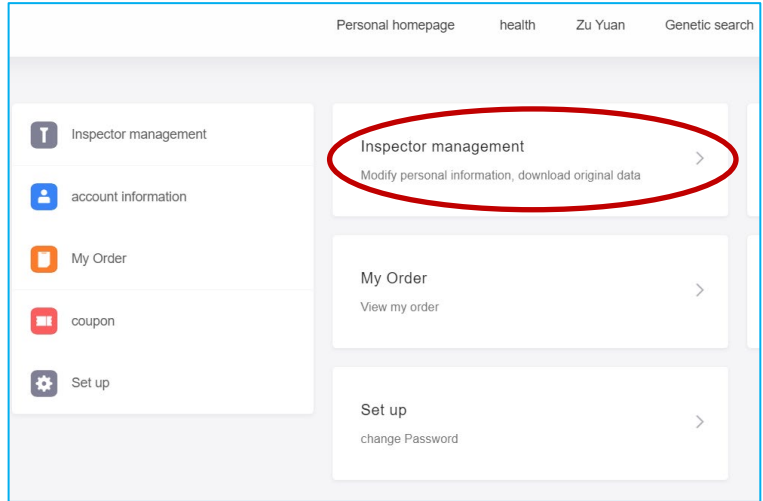 Personal homepage health Zu Yuan Genetic search
Inspector management
account information
My Order
coupon
Set up
Inspector management
Modify personal information, download original data
My Order
View my order
Set up
change Password